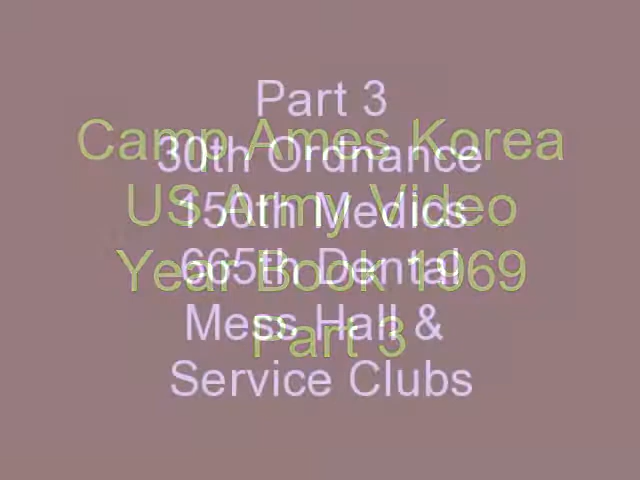 Part 3
30th Ordnance
150th Medics
665th Dental
Mess Hall &
Service Clubs
Camp Ames Korea
US Army Video
Year Book 1969
Part 3